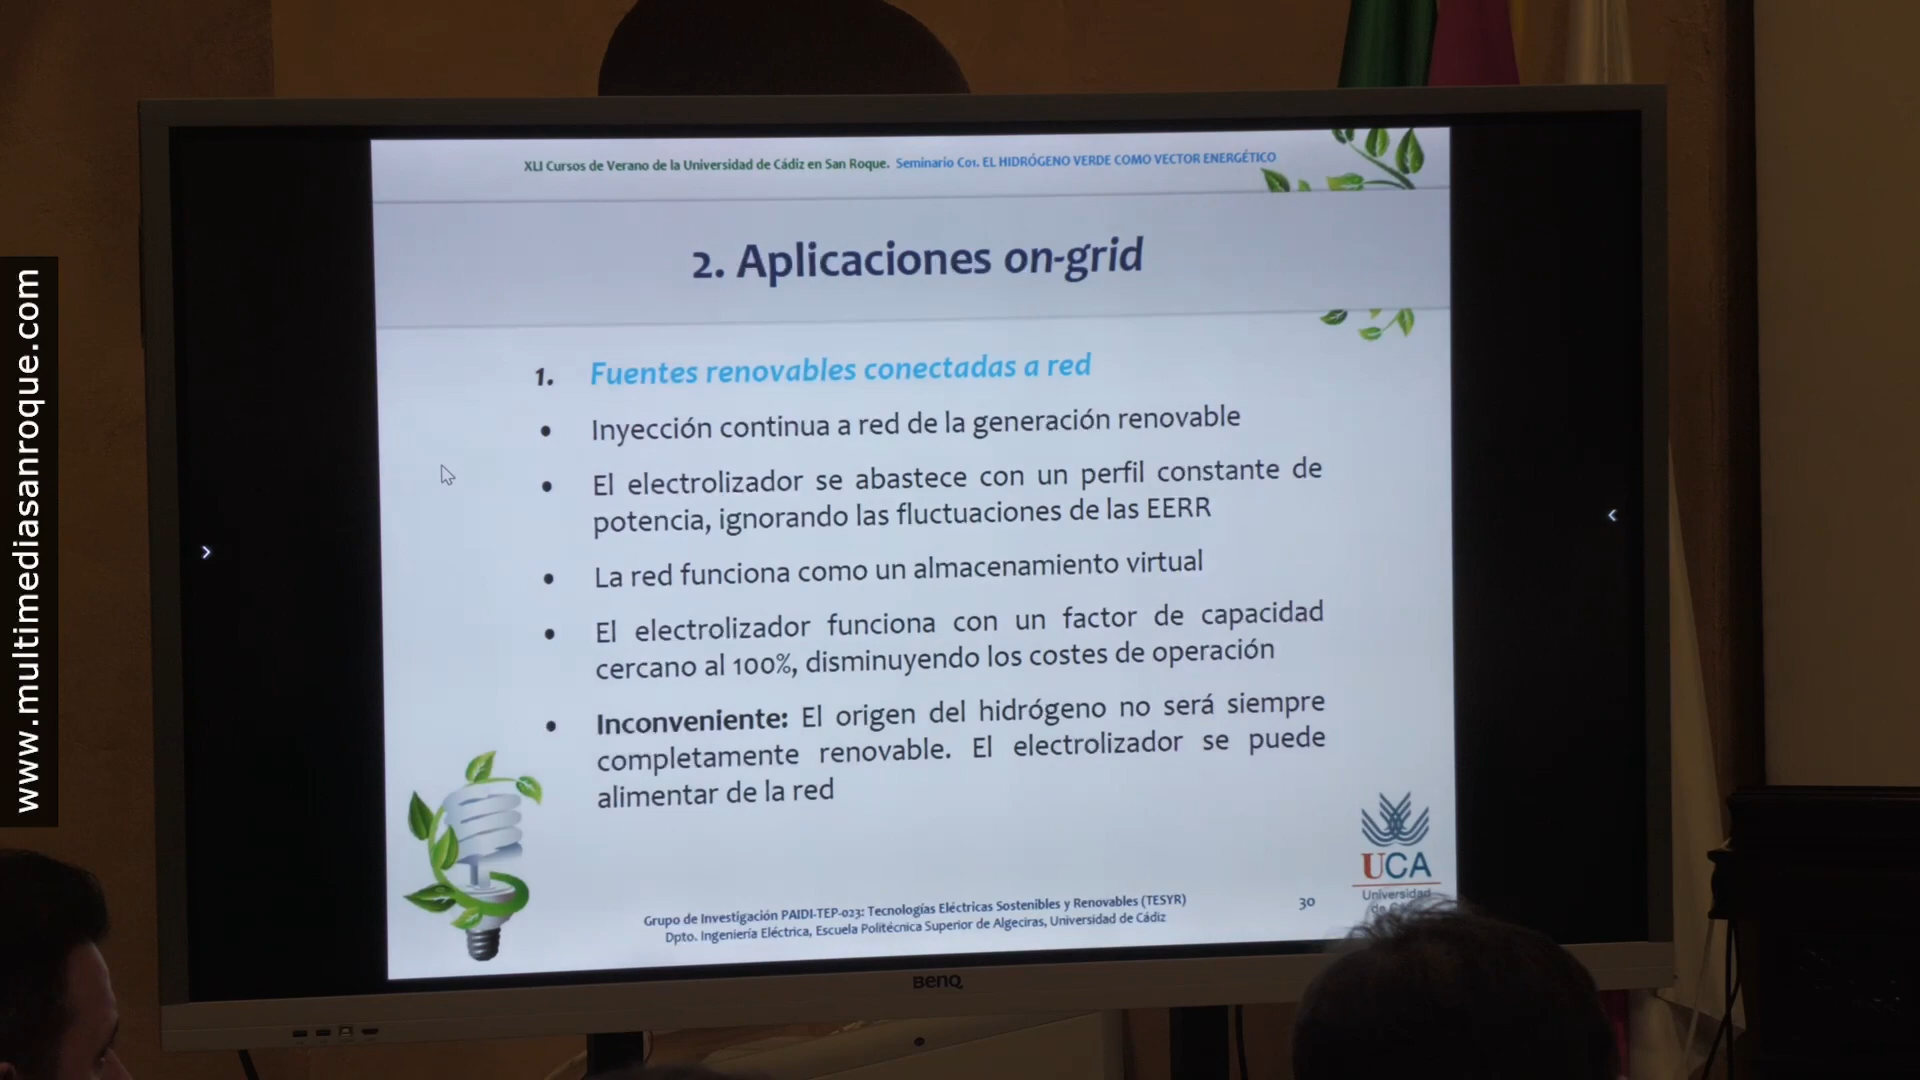 www.multimediasanroque.com
XLI Cursos de Verano de la Universidad de Cádiz en San Roque. Seminario C01. EL HIDRÓGENO VERDE COMO VECTOR ENERGÉTICO
2. Aplicaciones on-grid
1. Fuentes renovables conectadas a red
• Inyección continua a red de la generación renovable
• El electrolizador se abastece con un perfil constante de
potencia, ignorando las fluctuaciones de las EERR
• La red funciona como un almacenamiento virtual
• El electrolizador funciona con un factor de capacidad
cercano al 100%, disminuyendo los costes de operación
• Inconveniente: El origen del hidrógeno no será siempre
completamente renovable. El electrolizador se puede
alimentar de la red
UCA
Universidad
Grupo de Investigación PAIDI-TEP-023: Tecnologías Eléctricas Sostenibles y Renovables (TESYR)
30
Dpto. Ingeniería Eléctrica, Escuela Politécnica Superior de Algeciras, Universidad de Cádiz
BenQ